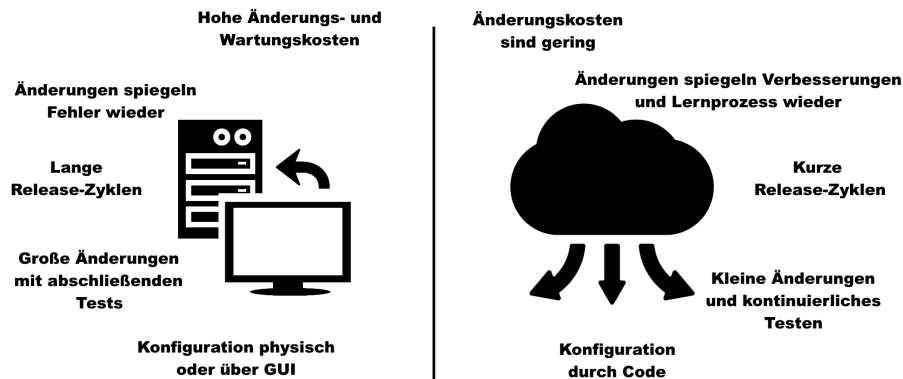 Hohe Änderungs- und
Wartungskosten
Änderungen spiegeln
Fehler wieder
Lange
Release-Zyklen
Große Änderungen
mit abschließenden
Tests
Konfiguration physisch
oder über GUI
Änderungskosten
sind gering
Änderungen spiegeln Verbesserungen
und Lernprozess wieder
Kurze
Release-Zyklen
Kleine Änderungen
und kontinuierliches
Testen
Konfiguration
durch Code